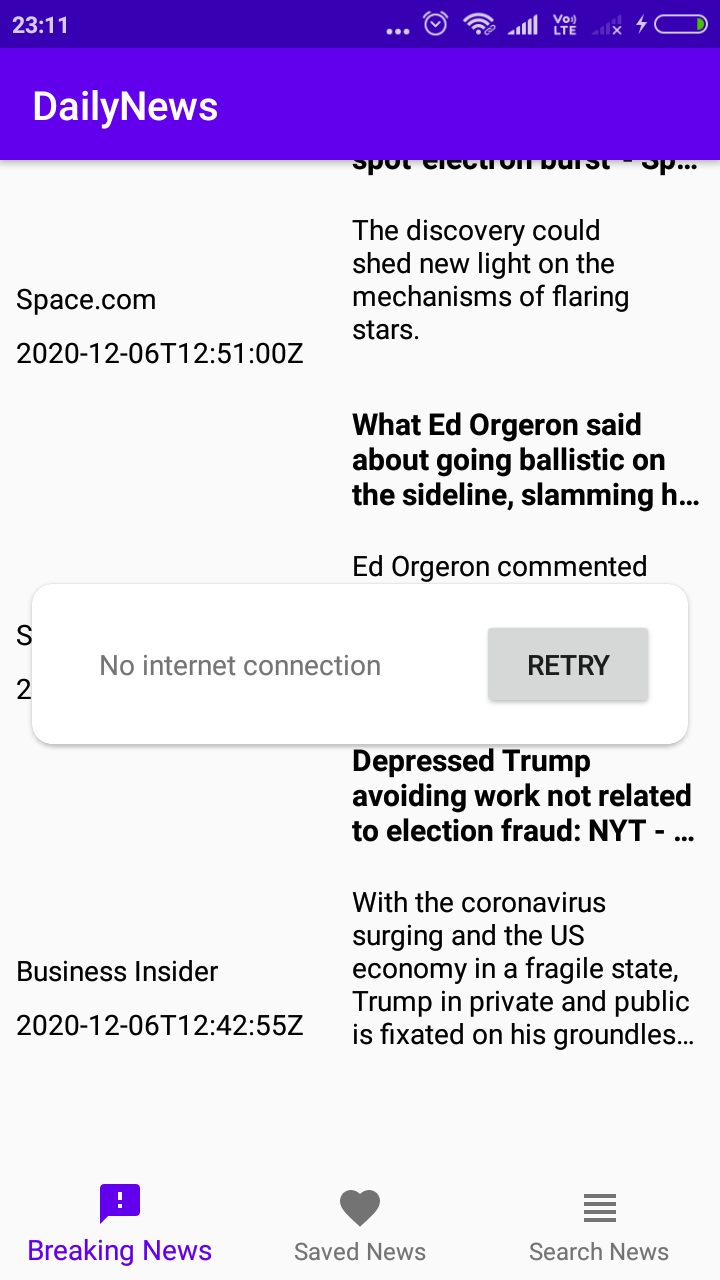 23:11
Vo)) LTE
DailyNews
spot 'electron burst' - Sp...
The discovery could
shed new light on the
mechanisms of flaring
stars.
Space.com
2020-12-06T12:51:00Z
What Ed Orgeron said
about going ballistic on
the sideline, slamming h...
Ed Orgeron commented
S
2
No internet connection
RETRY
Depressed Trump
avoiding work not related
to election fraud: NYT - ...
With the coronavirus
surging and the US
economy in a fragile state,
Trump in private and public
is fixated on his groundles...
Business Insider
2020-12-06T12:42:55Z
Breaking News
Saved News
Search News